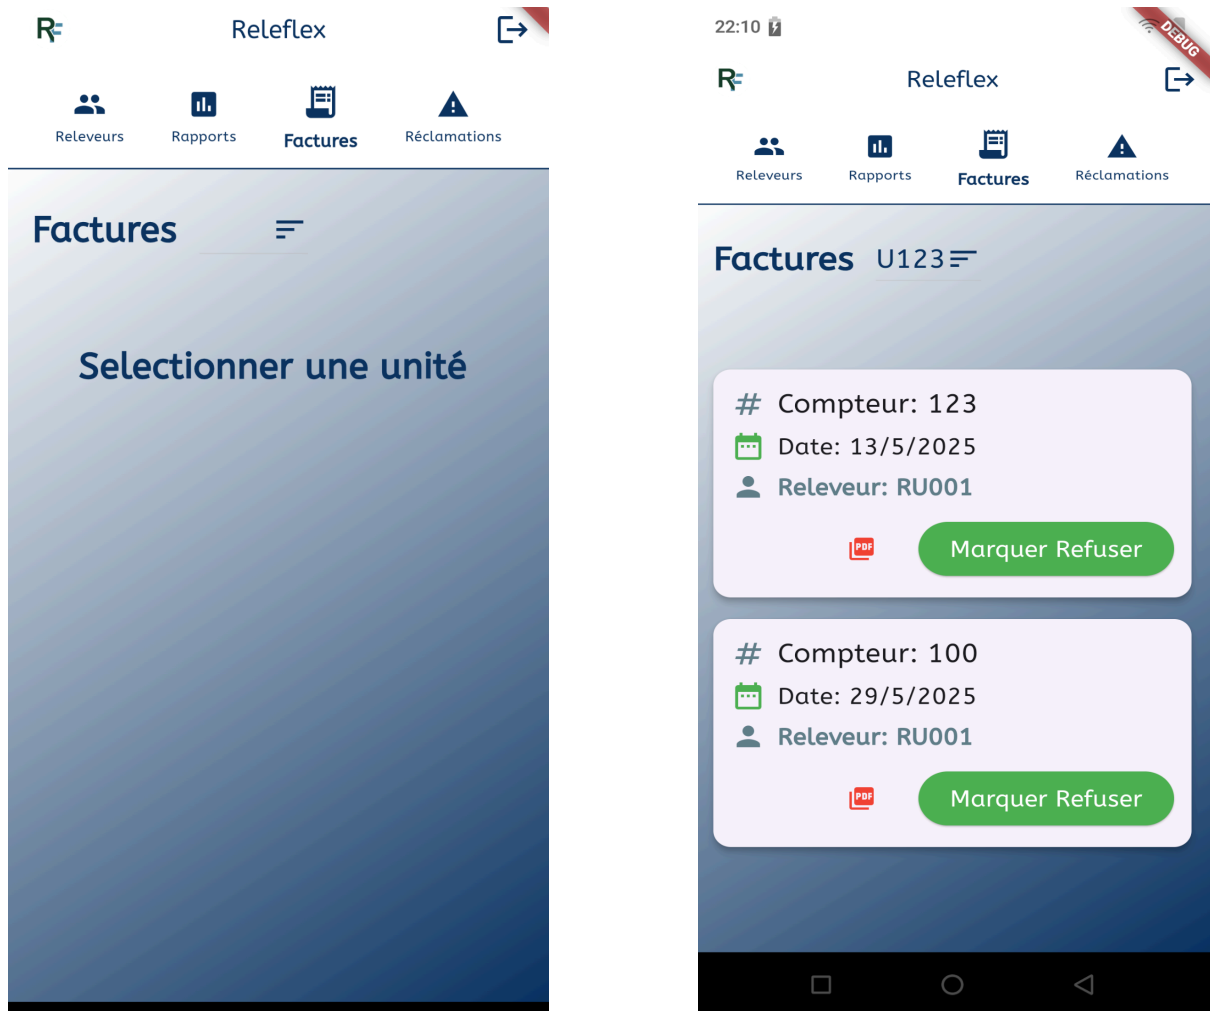 Releflex
Releveurs Rapports Factures Réclamations
Factures
Selectionner une unité
22:10
DEBUG
RF Releflex
Releveurs Rapports Factures Réclamations
Factures U123
# Compteur: 123
Date: 13/5/2025
Releveur: RU001
PDF Marquer Refuser
# Compteur: 100
Date: 29/5/2025
Releveur: RU001
PDF Marquer Refuser